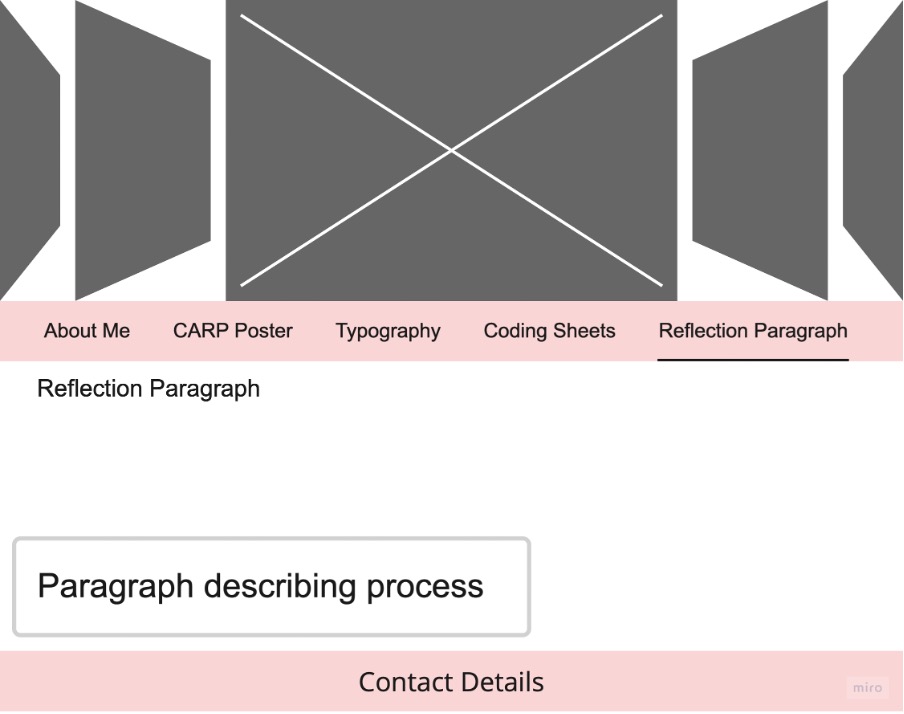 About Me CARP Poster Typography Coding Sheets Reflection Paragraph
Reflection Paragraph
Paragraph describing process
Contact Details
miro